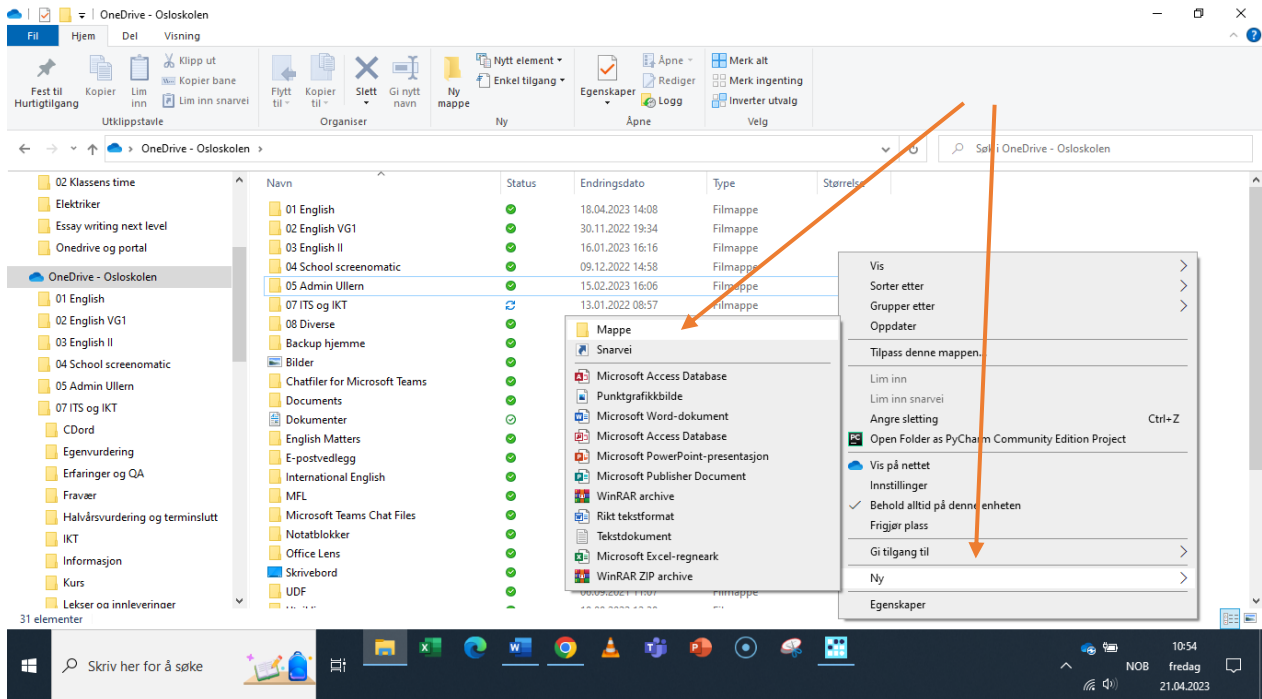 OneDrive - Osloskolen
Fil Hjem Del Visning
Fest til Hurtigtilgang
Kopier
Lim inn
Klipp ut
Kopier bane
Lim inn snarvei
Utklippstavle
Flytt til
Kopier til
Slett
Gi nytt navn
Organiser
Ny mappe
Nytt element
Enkel tilgang
Ny
Egenskaper
Åpne
Rediger
Logg
Åpne
Merk alt
Merk ingenting
Inverter utvalg
Velg
OneDrive - Osloskolen
Søk i OneDrive - Osloskolen
02 Klassens time
Elektriker
Essay writing next level
Onedrive og portal
OneDrive - Osloskolen
01 English
02 English VG1
03 English II
04 School screenomatic
05 Admin Ullern
07 ITS og IKT
CDord
Egenvurdering
Erfaringer og QA
Fravær
Halvårsvurdering og terminslutt
IKT
Informasjon
Kurs
Lekser og innleveringer
Navn Status Endringsdato Type Størrelse
01 English 18.04.2023 14:08 Filmappe
02 English VG1 30.11.2022 19:34 Filmappe
03 English II 16.01.2023 16:16 Filmappe
04 School screenomatic 09.12.2022 14:58 Filmappe
05 Admin Ullern 15.02.2023 16:06 Filmappe
07 ITS og IKT 13.01.2022 08:57 Filmappe
08 Diverse
Backup hjemme
Bilder
Chatfiler for Microsoft Teams
Documents
Dokumenter
English Matters
E-postvedlegg
International English
MFL
Microsoft Teams Chat Files
Notatblokker
Office Lens
Skrivebord
UDF 06.09.2021 11:07 Filmappe
Mappe
Snarvei
Microsoft Access Database
Punktgrafikkbilde
Microsoft Word-dokument
Microsoft Access Database
Microsoft PowerPoint-presentasjon
Microsoft Publisher Document
WinRAR archive
Rikt tekstformat
Tekstdokument
Microsoft Excel-regneark
WinRAR ZIP archive
Vis
Sorter etter
Grupper etter
Oppdater
Tilpass denne mappen...
Lim inn
Lim inn snarvei
Angre sletting Ctrl+Z
Open Folder as PyCharm Community Edition Project
Vis på nettet
Innstillinger
Behold alltid på denne enheten
Frigjør plass
Gi tilgang til
Ny
Egenskaper
31 elementer
Skriv her for å søke
NOB
10:54
fredag
21.04.2023